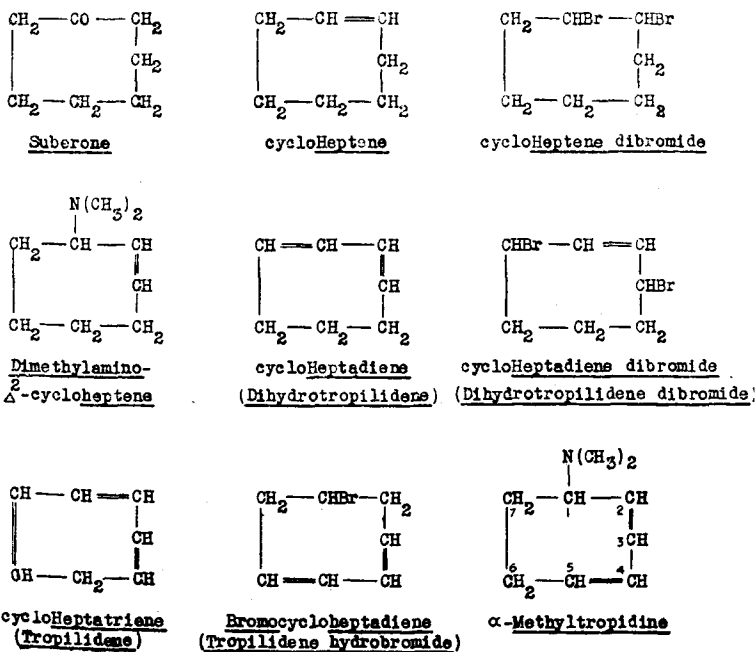 CH2 — CO — CH2 CH2 — CH = CH CH2 — CHBr — CHBr
CH2 CH2 CH2
CH2 — CH2 — CH2 CH2 — CH2 — CH2 CH2 — CH2 — CH2
Suberone cycloHeptene cycloHeptene dibromide
N(CH3)2
CH2 — CH — CH CH = CH — CH CHBr — CH = CH
CH CH CHBr
CH2 — CH2 — CH2 CH2 — CH2 — CH2 CH2 — CH2 — CH2
Dimethylamino- cycloHeptadiene cycloHeptadiene dibromide
Δ2-cycloheptene (Dihydrotropilidene) (Dihydrotropilidene dibromide)
N(CH3)2
CH — CH = CH CH2 — CHBr — CH2 CH2 — CH — CH
7 1 2
CH CH 3 CH
6 5 4
CH — CH2 — CH CH = CH — CH CH2 — CH = CH
cycloHeptatriene Bromocycloheptadiene α-Methyltropidine
(Tropilidene) (Tropilidene hydrobromide)